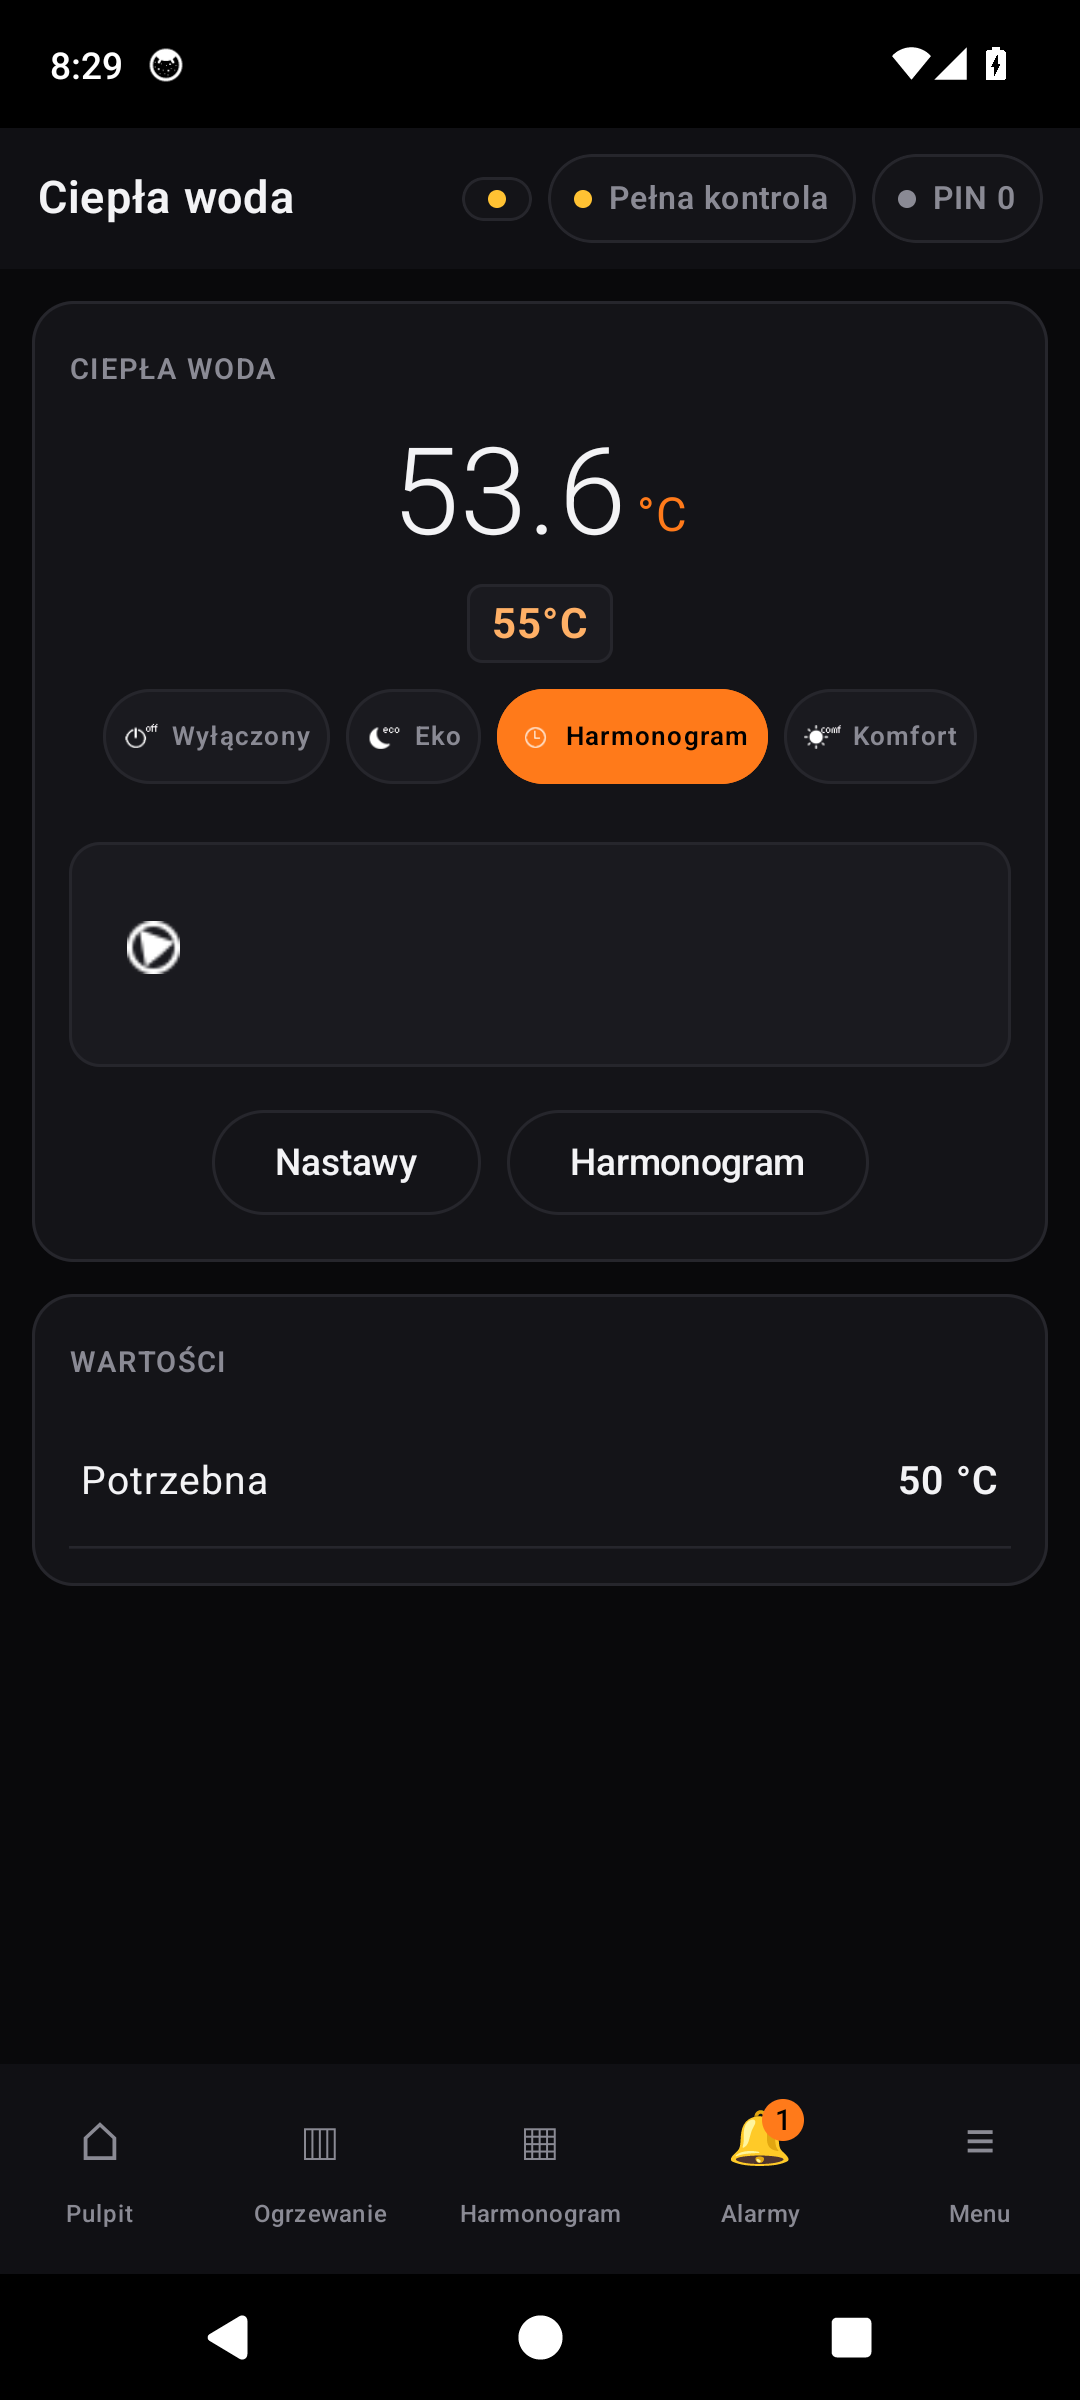 8:29
Ciepła woda
Pełna kontrola
PIN 0
CIEPŁA WODA
53.6 °C
55°C
off Wyłączony
eco Eko
Harmonogram
comf Komfort
Nastawy
Harmonogram
WARTOŚCI
Potrzebna 50 °C
1
Pulpit
Ogrzewanie
Harmonogram
Alarmy
Menu